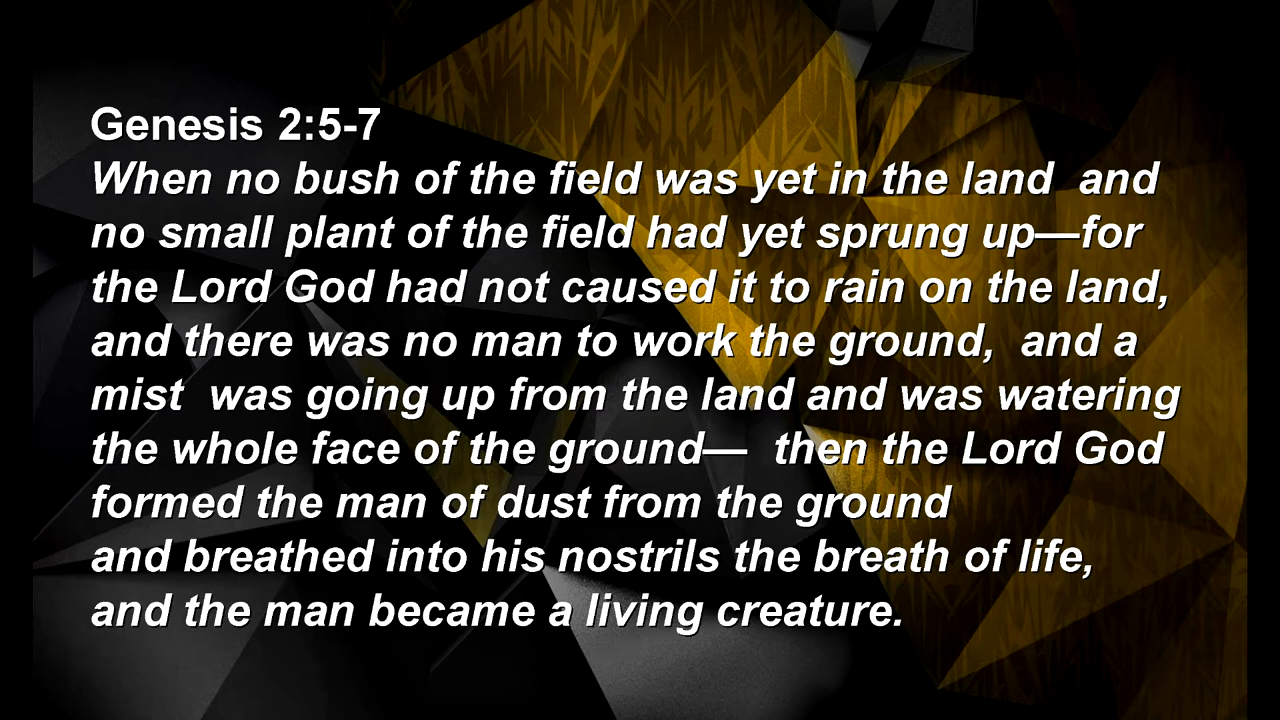 Genesis 2:5-7
When no bush of the field was yet in the land  and
no small plant of the field had yet sprung up—for
the Lord God had not caused it to rain on the land,
and there was no man to work the ground,  and a
mist  was going up from the land and was watering
the whole face of the ground—  then the Lord God
formed the man of dust from the ground
and breathed into his nostrils the breath of life,
and the man became a living creature.